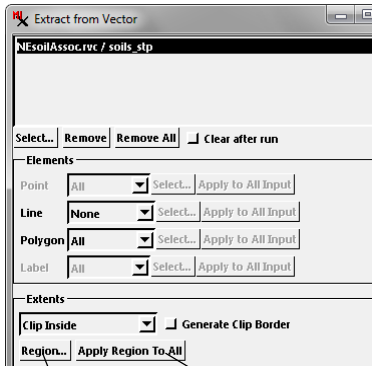 Extract from Vector
NEsoilAssoc.rvc / soils_stp
Select... Remove Remove All Clear after run
Elements
Point All Select... Apply to All Input
Line None Select... Apply to All Input
Polygon All Select... Apply to All Input
Label All Select... Apply to All Input
Extents
Clip Inside Generate Clip Border
Region... Apply Region To All